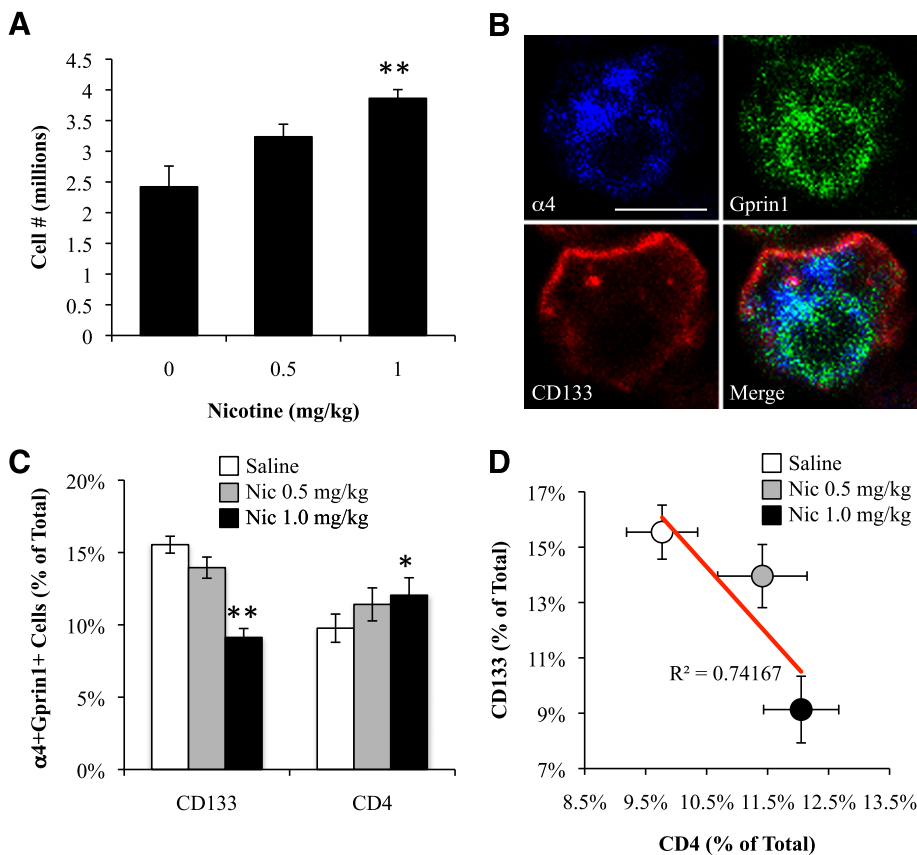 A
4.5
4
3.5
3
2.5
2
1.5
1
0.5
0
Cell # (millions)
**
0
0.5
1
Nicotine (mg/kg)
B
α4
Gprin1
CD133
Merge
C
Saline
Nic 0.5 mg/kg
Nic 1.0 mg/kg
20%
15%
10%
5%
0%
α4+Gprin1+ Cells (% of Total)
**
*
CD133
CD4
D
Saline
Nic 0.5 mg/kg
Nic 1.0 mg/kg
17%
15%
13%
11%
9%
7%
CD133 (% of Total)
R² = 0.74167
8.5% 9.5% 10.5% 11.5% 12.5% 13.5%
CD4 (% of Total)